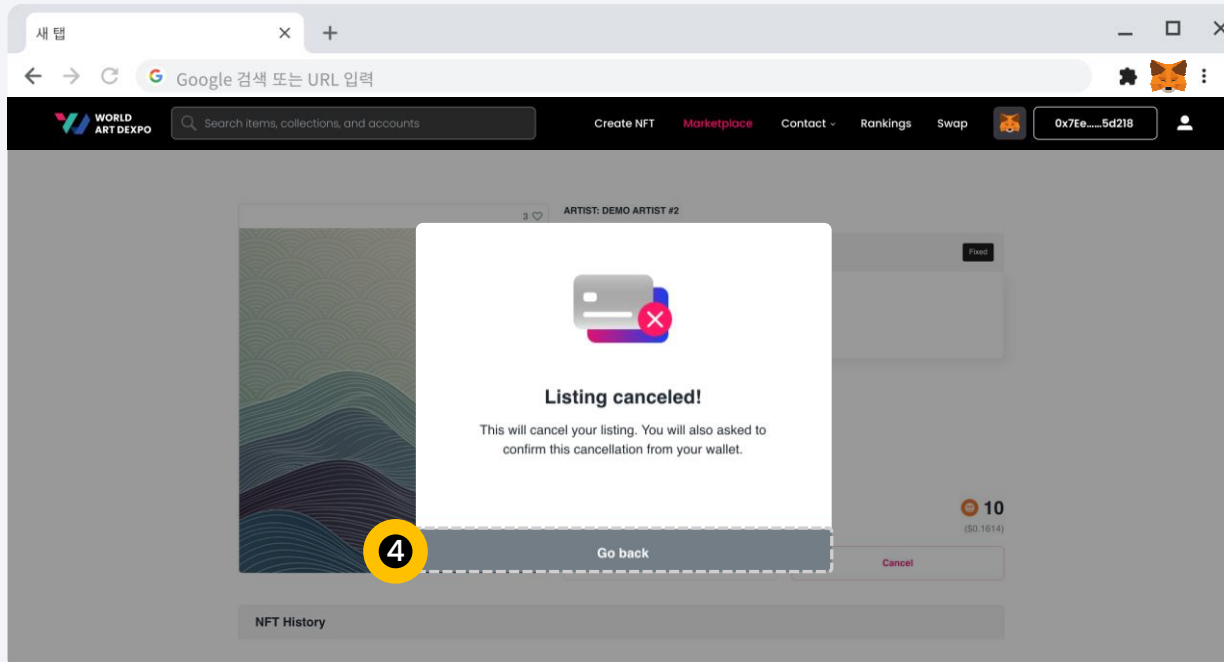 새 탭
Google 검색 또는 URL 입력
WORLD
ART DEXPO
Search items, collections, and accounts
Create NFT
Marketplace
Contact
Rankings
Swap
0x7Ee......5d218
3
ARTIST: DEMO ARTIST #2
Fixed
Listing canceled!
This will cancel your listing. You will also asked to
confirm this cancellation from your wallet.
10
($0.1614)
4
Go back
Cancel
NFT History